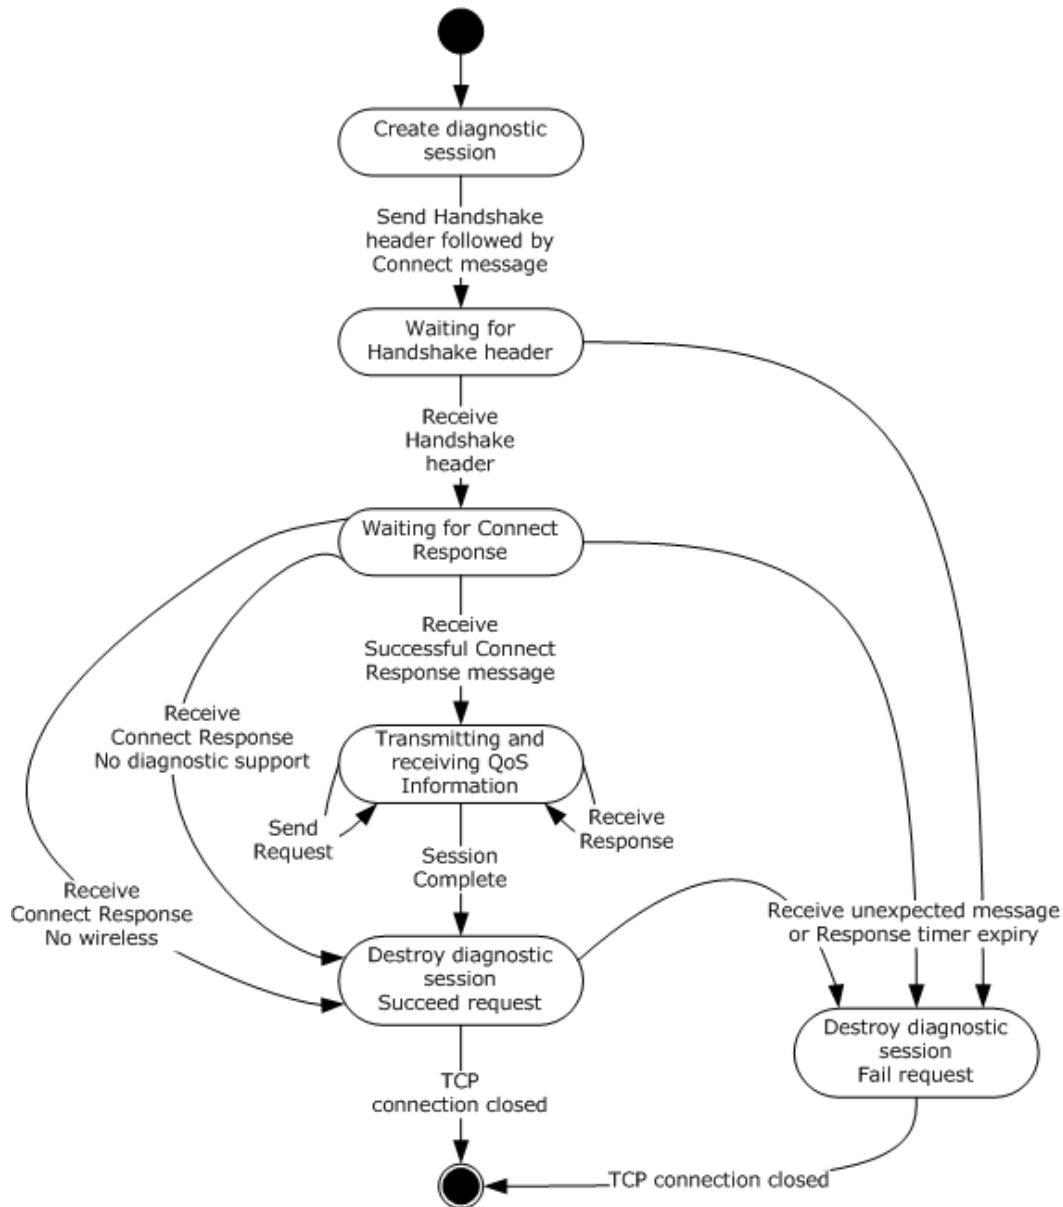 Create diagnostic
session
Send Handshake
header followed by
Connect message
Waiting for
Handshake header
Receive
Handshake
header
Waiting for Connect
Response
Receive
Successful Connect
Response message
Receive
Connect Response
No diagnostic support
Transmitting and
receiving QoS
Information
Send
Request
Receive
Response
Session
Complete
Receive
Connect Response
No wireless
Receive unexpected message
or Response timer expiry
Destroy diagnostic
session
Succeed request
Destroy diagnostic
session
Fail request
TCP
connection closed
TCP connection closed